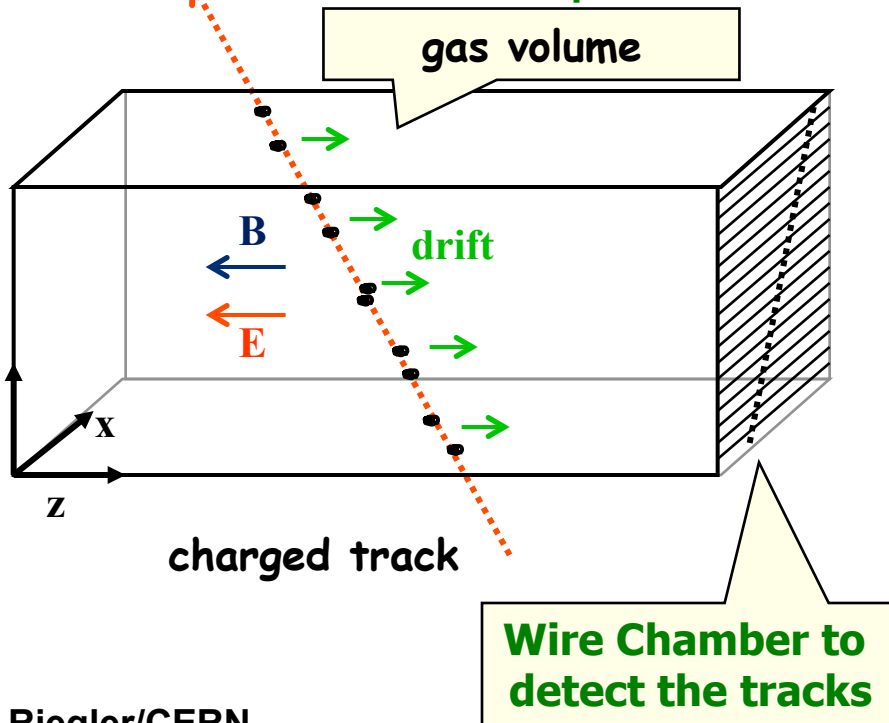 gas volume
B
drift
E
x
z
charged track
Wire Chamber to
detect the tracks